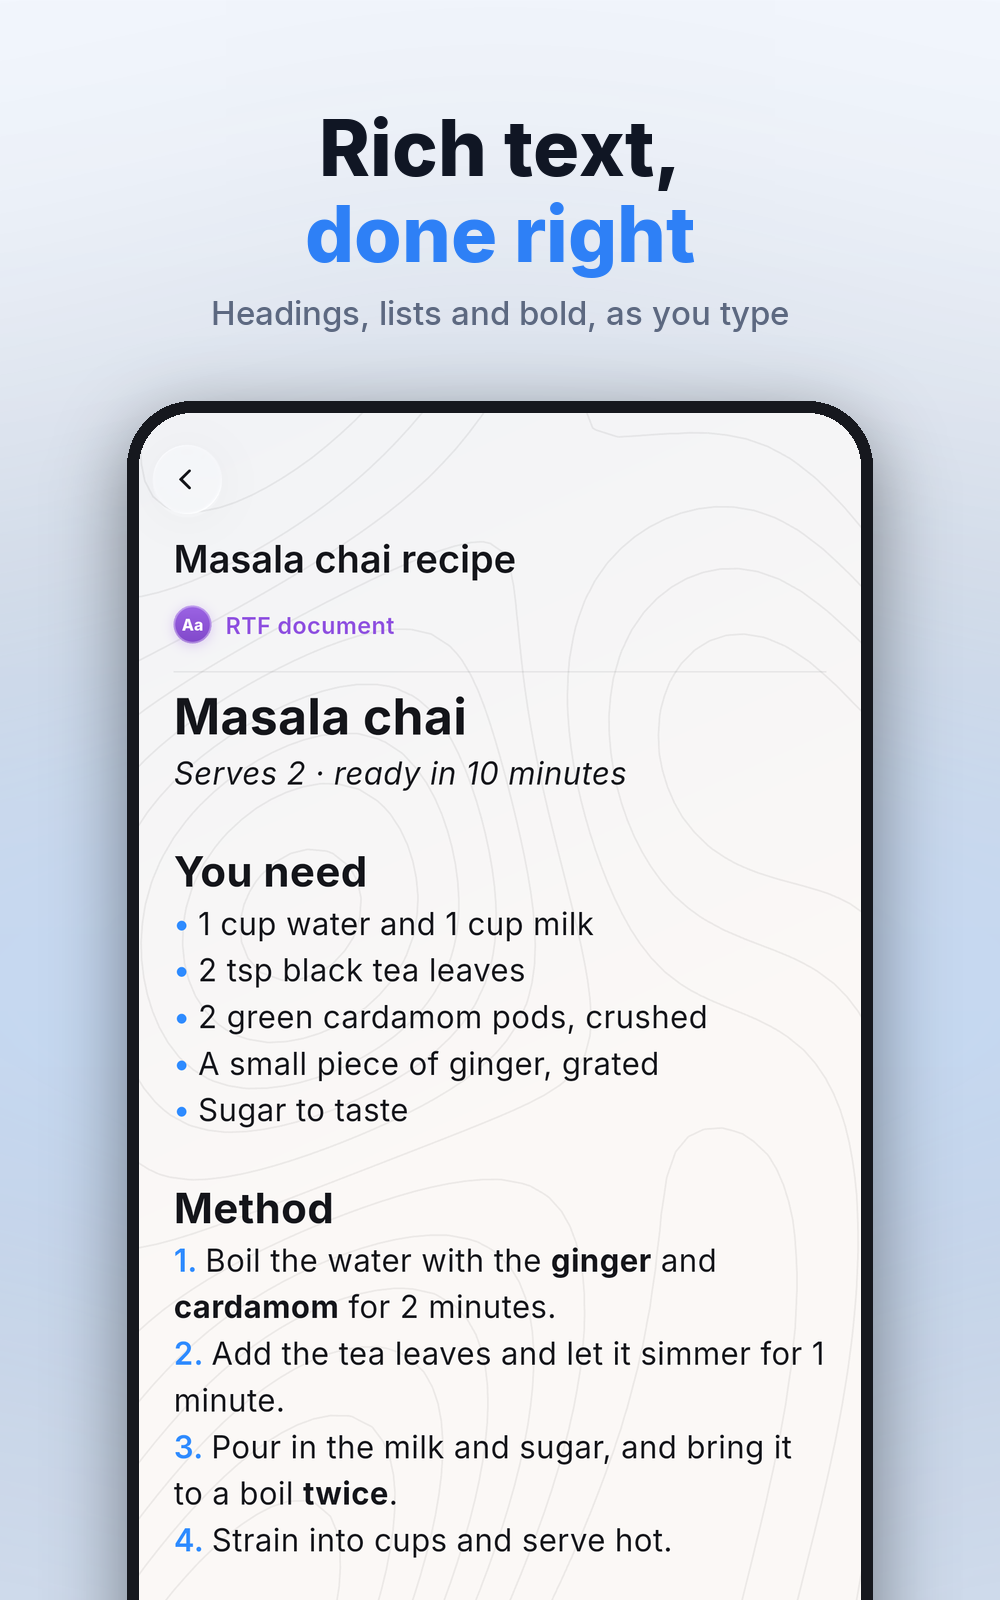 Rich text,
done right
Headings, lists and bold, as you type
Masala chai recipe
Aa RTF document
Masala chai
Serves 2 · ready in 10 minutes
You need
• 1 cup water and 1 cup milk
• 2 tsp black tea leaves
• 2 green cardamom pods, crushed
• A small piece of ginger, grated
• Sugar to taste
Method
1. Boil the water with the ginger and
cardamom for 2 minutes.
2. Add the tea leaves and let it simmer for 1
minute.
3. Pour in the milk and sugar, and bring it
to a boil twice.
4. Strain into cups and serve hot.